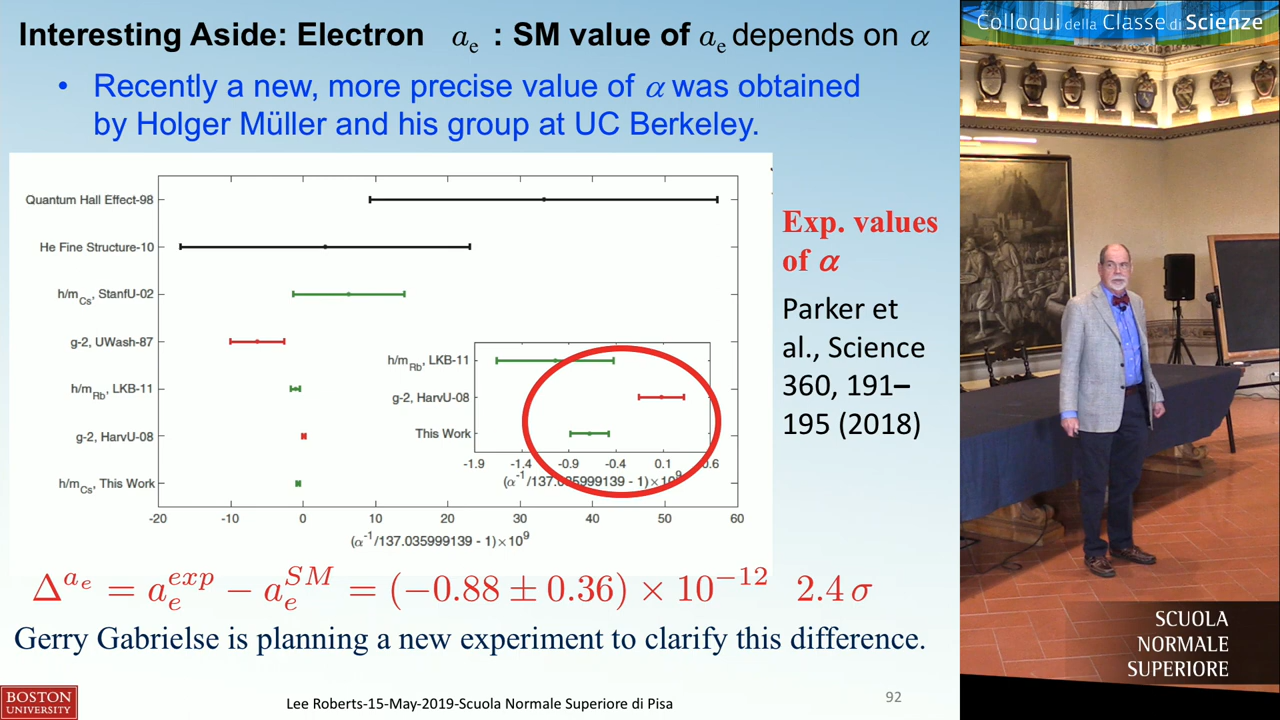 Interesting Aside: Electron aₑ : SM value of aₑ depends on α
• Recently a new, more precise value of α was obtained
by Holger Müller and his group at UC Berkeley.
Quantum Hall Effect-98
He Fine Structure-10
h/m_Cs, StanfU-02
g-2, UWash-87
h/m_Rb, LKB-11
g-2, HarvU-08
h/m_Cs, This Work
-20 -10 0 10 20 30 40 50 60
(α⁻¹/137.035999139 - 1)×10⁹
h/m_Rb, LKB-11
g-2, HarvU-08
This Work
-1.9 -1.4 -0.9 -0.4 0.1 0.6
(α⁻¹/137.035999139 - 1)×10⁹
Exp. values
of α
Parker et
al., Science
360, 191–
195 (2018)
Δ^{a_e} = a_e^{exp} − a_e^{SM} = (−0.88 ± 0.36) × 10⁻¹² 2.4 σ
Gerry Gabrielse is planning a new experiment to clarify this difference.
BOSTON
UNIVERSITY
Lee Roberts-15-May-2019-Scuola Normale Superiore di Pisa
92
Colloqui della Classe di Scienze
SCUOLA
NORMALE
SUPERIORE